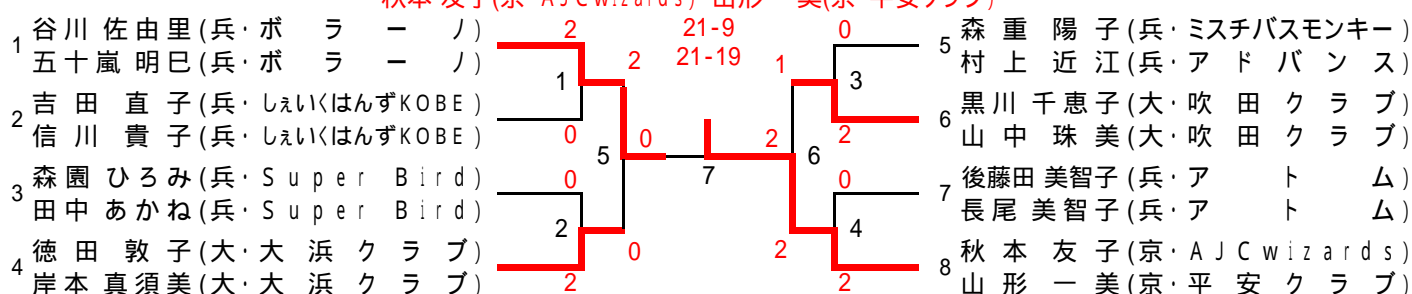 秋本 友子(京・AJCwizards) 山形 一美(京・平安クラブ)
1 谷川 佐由里(兵・ボラーノ)
五十嵐 明巳(兵・ボラーノ)
2 吉田 直子(兵・しぇいくはんずKOBE)
信川 貴子(兵・しぇいくはんずKOBE)
3 森園 ひろみ(兵・Super Bird)
田中 あかね(兵・Super Bird)
4 徳田 敦子(大・大浜クラブ)
岸本 真須美(大・大浜クラブ)
2
1
0
0
2
2
2
5
0
0
7
21-9
21-19
2
1
6
2
0
3
2
0
4
2
5 森重 陽子(兵・ミスチバスモンキー)
村上 近江(兵・アドバンス)
6 黒川 千恵子(大・吹田クラブ)
山中 珠美(大・吹田クラブ)
7 後藤田 美智子(兵・アトム)
長尾 美智子(兵・アトム)
8 秋本 友子(京・AJCwizards)
山形 一美(京・平安クラブ)